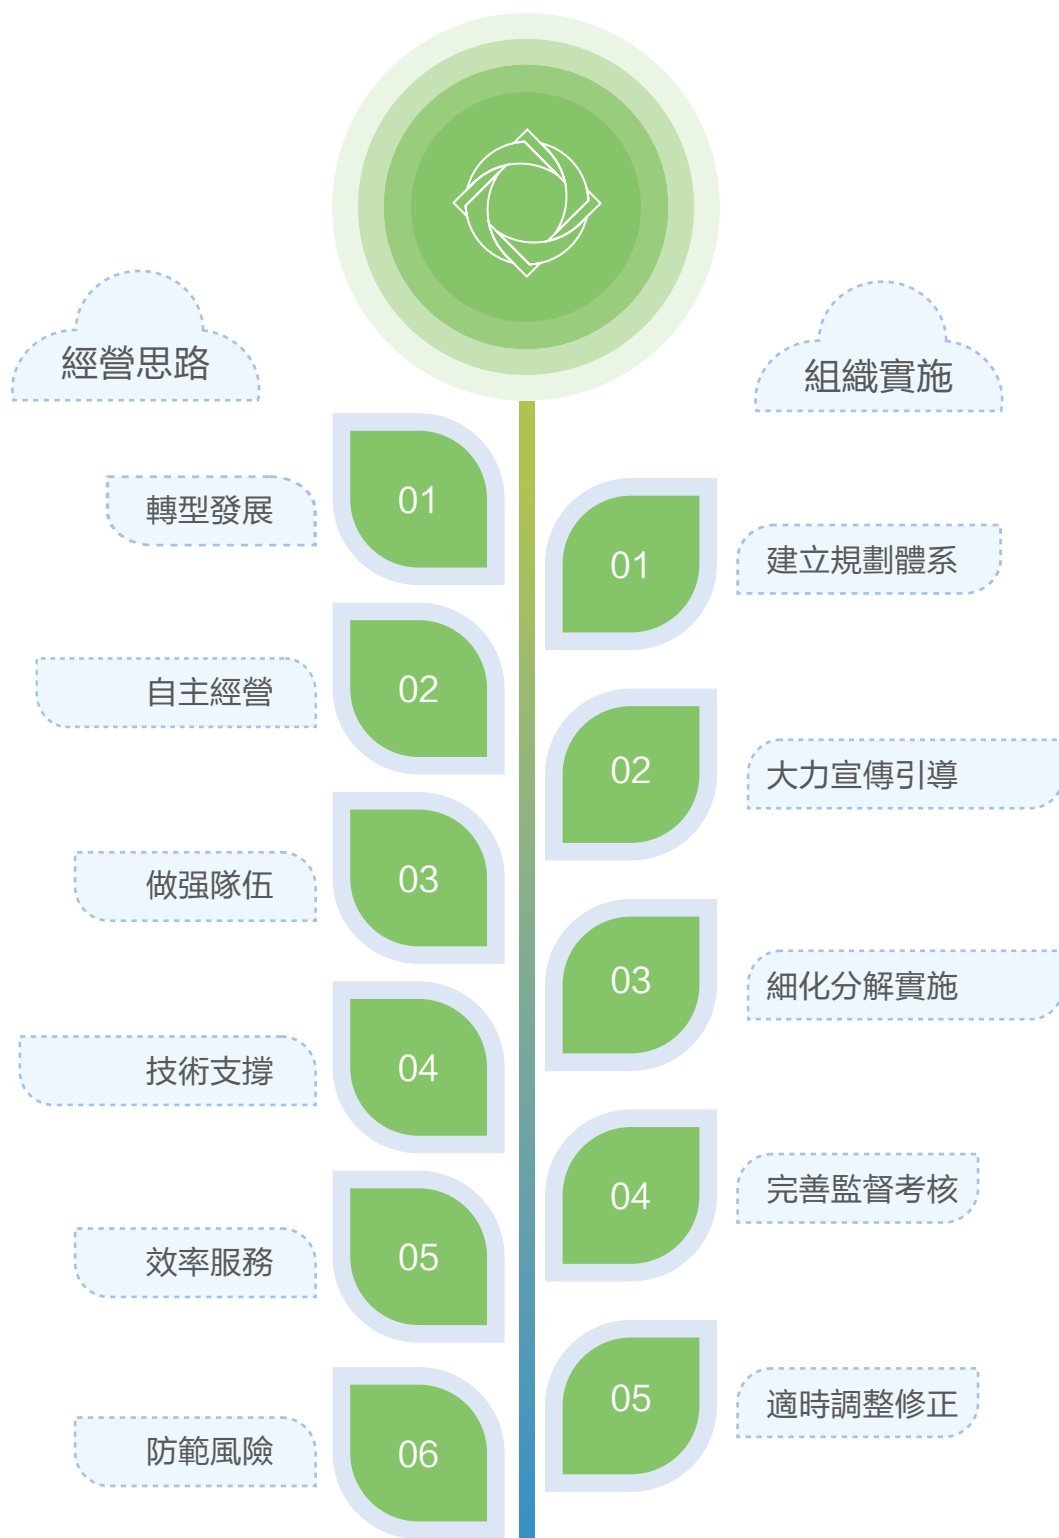 經營思路
01
轉型發展
02
自主經營
03
做强隊伍
04
技術支撐
05
效率服務
06
防範風險
組織實施
01
建立規劃體系
02
大力宣傳引導
03
細化分解實施
04
完善監督考核
05
適時調整修正